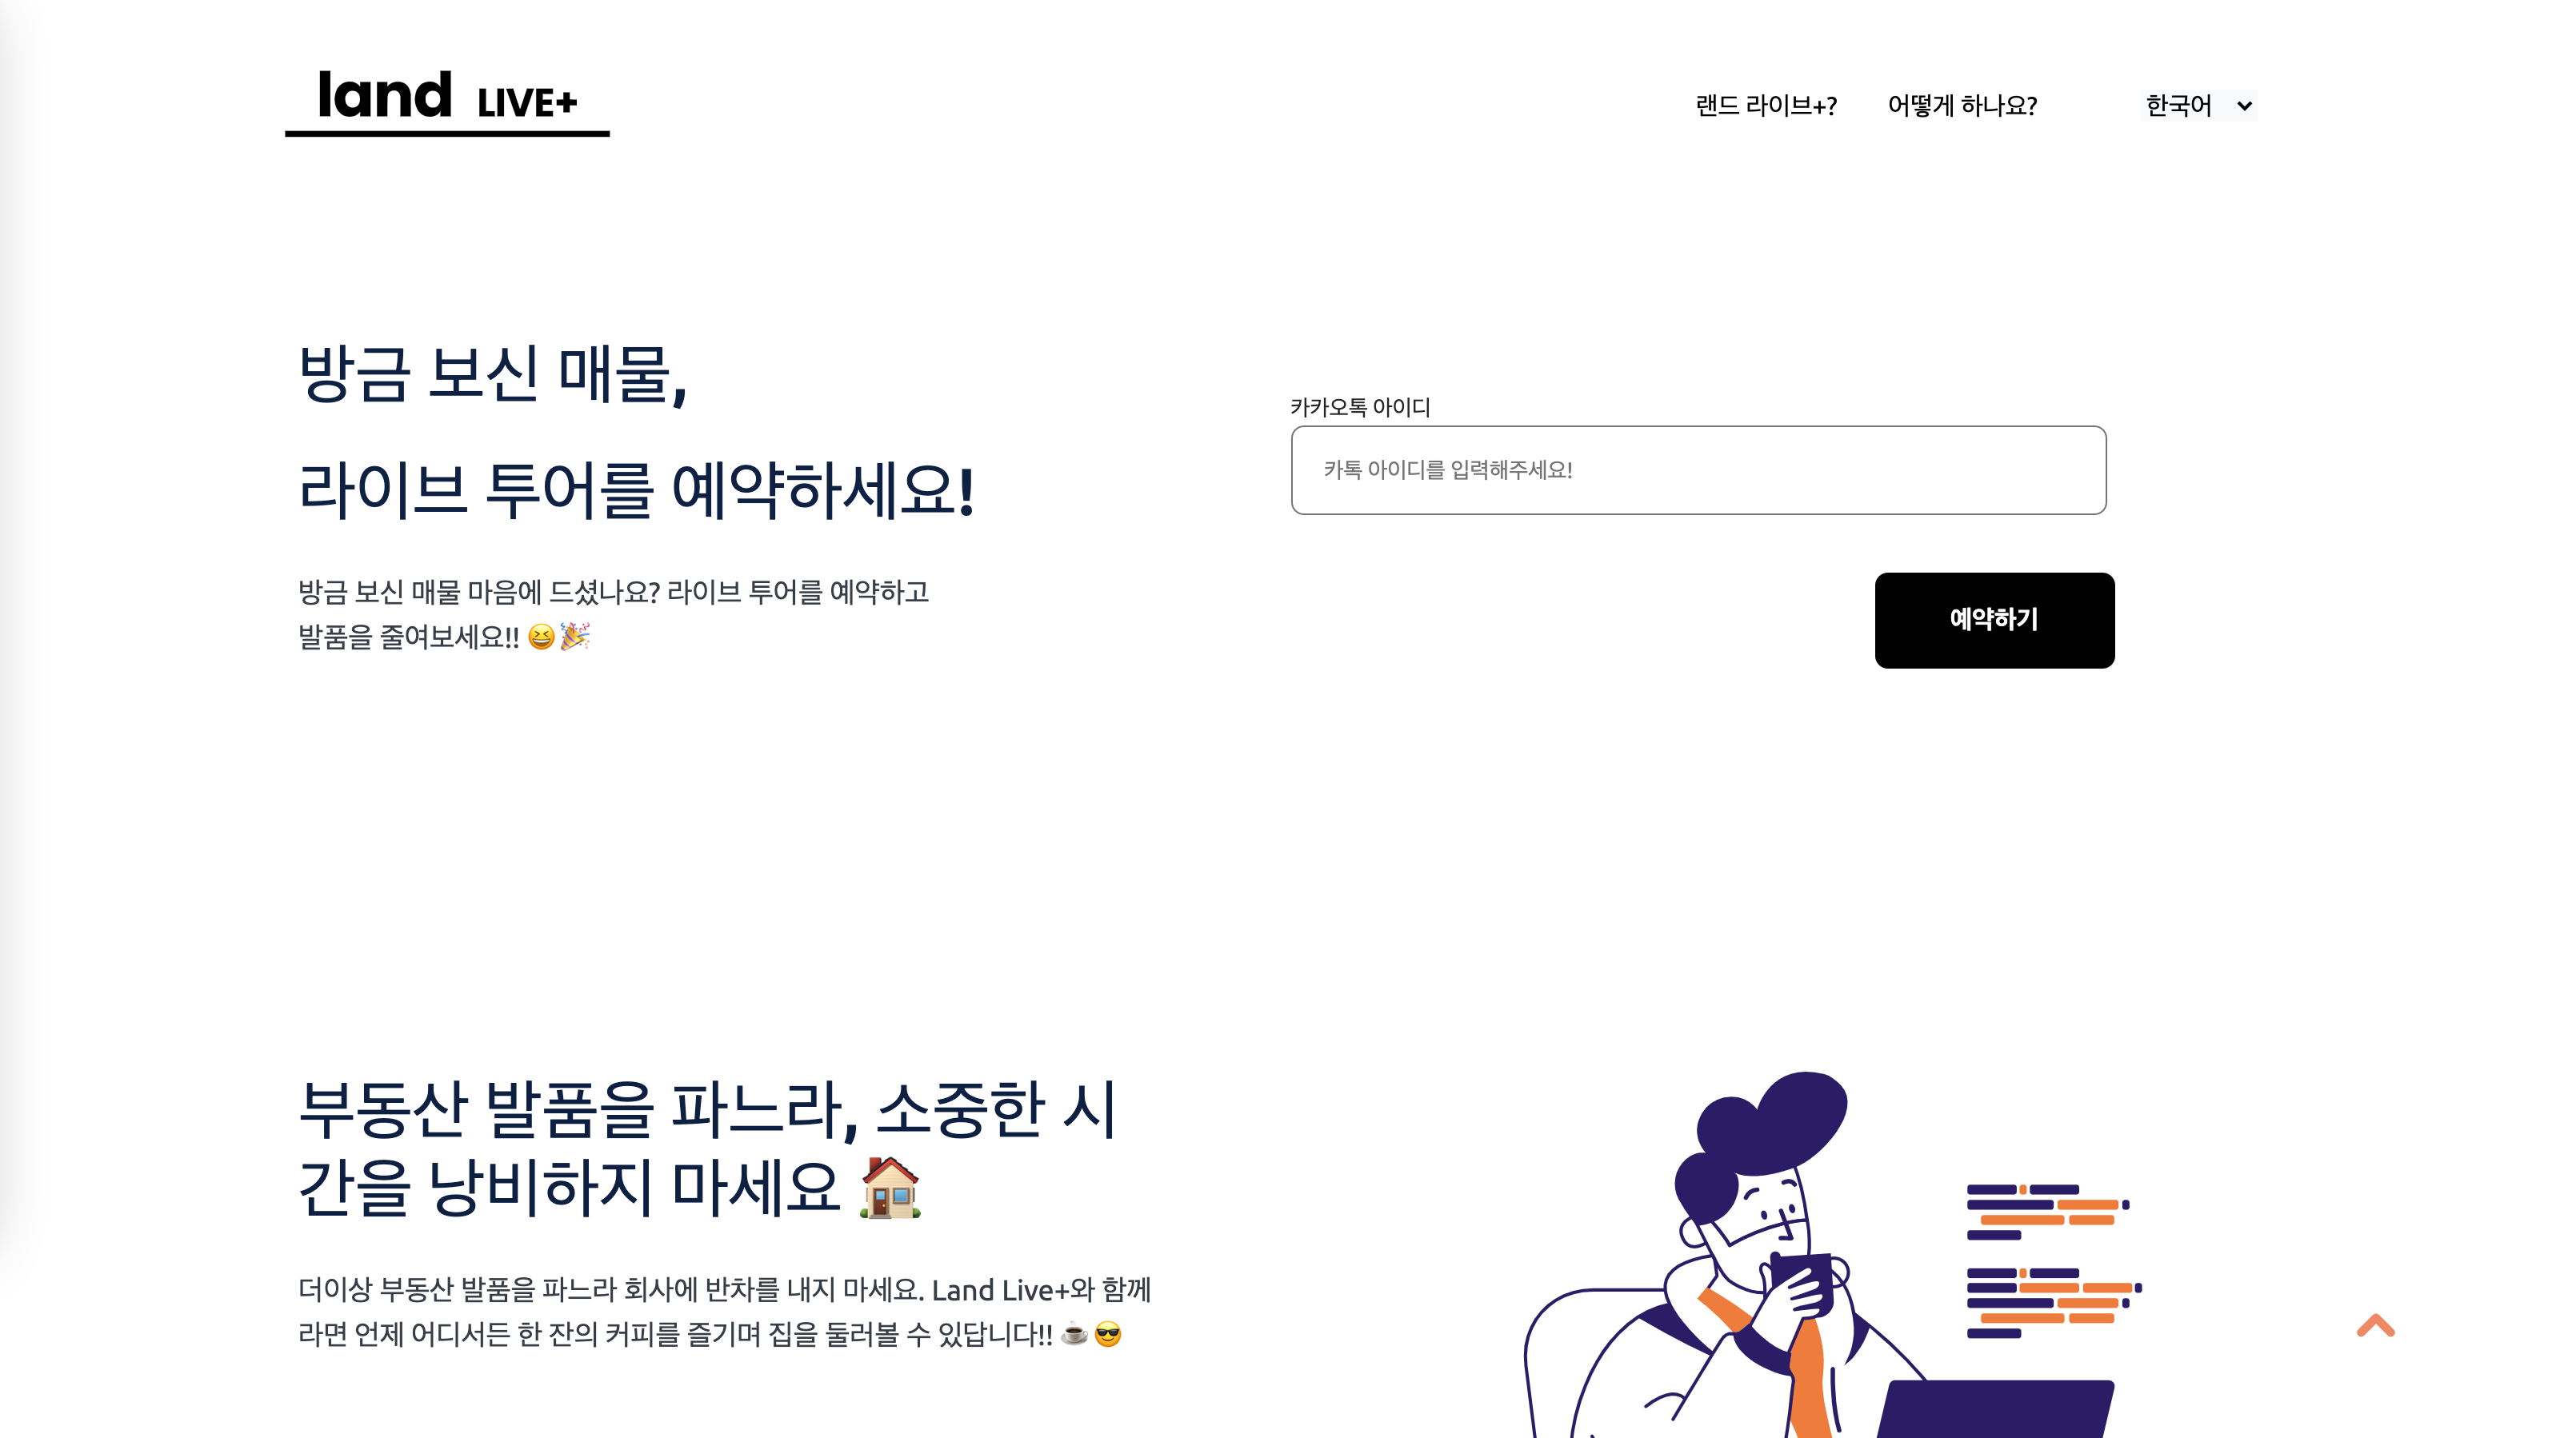 land LIVE+
랜드 라이브+?
어떻게 하나요?
한국어
방금 보신 매물,
라이브 투어를 예약하세요!
방금 보신 매물 마음에 드셨나요? 라이브 투어를 예약하고
발품을 줄여보세요!! 😆🎉
카카오톡 아이디
카톡 아이디를 입력해주세요!
예약하기
부동산 발품을 파느라, 소중한 시
간을 낭비하지 마세요 🏠
더이상 부동산 발품을 파느라 회사에 반차를 내지 마세요. Land Live+와 함께
라면 언제 어디서든 한 잔의 커피를 즐기며 집을 둘러볼 수 있답니다!! ☕😎